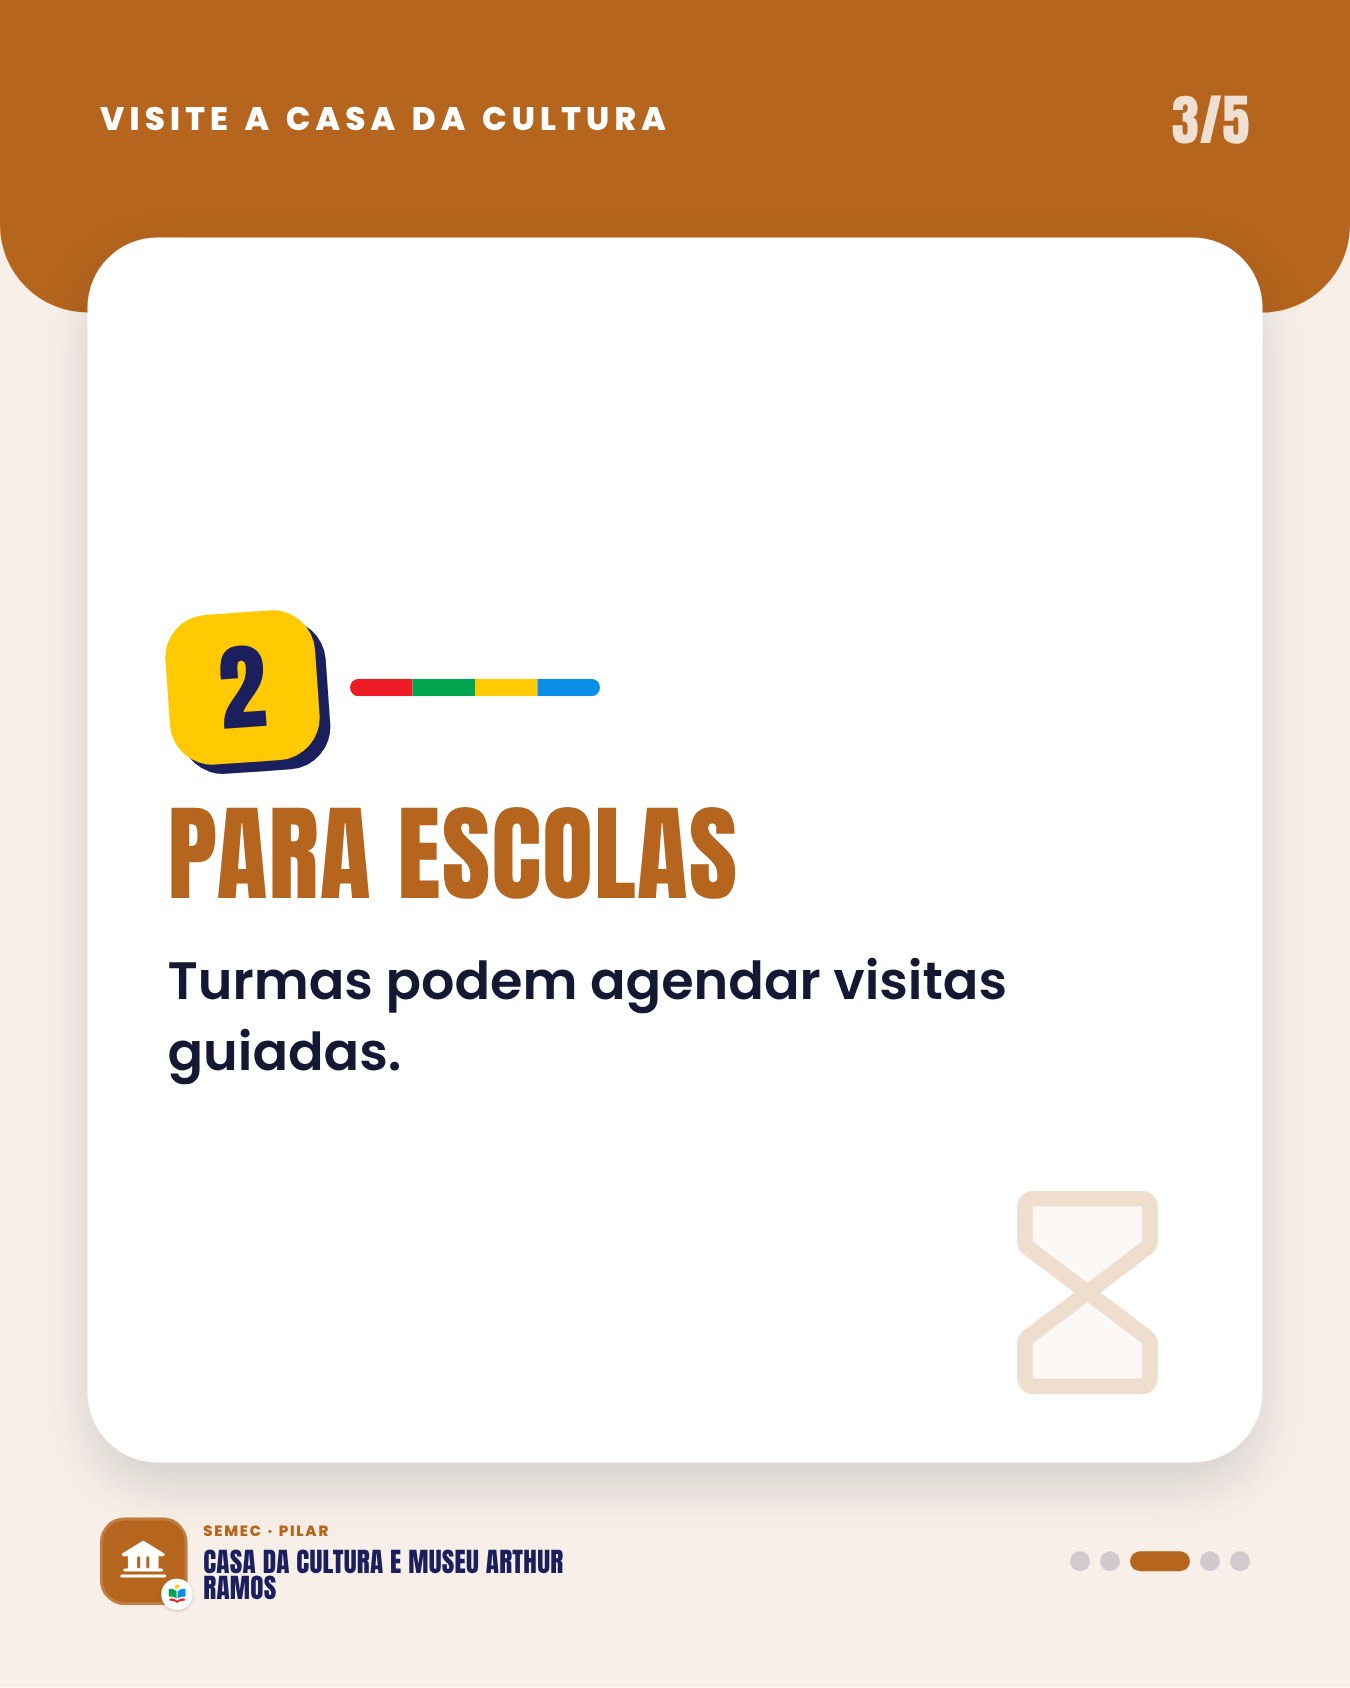 VISITE A CASA DA CULTURA
3/5
2
PARA ESCOLAS
Turmas podem agendar visitas
guiadas.
SEMEC · PILAR
CASA DA CULTURA E MUSEU ARTHUR
RAMOS